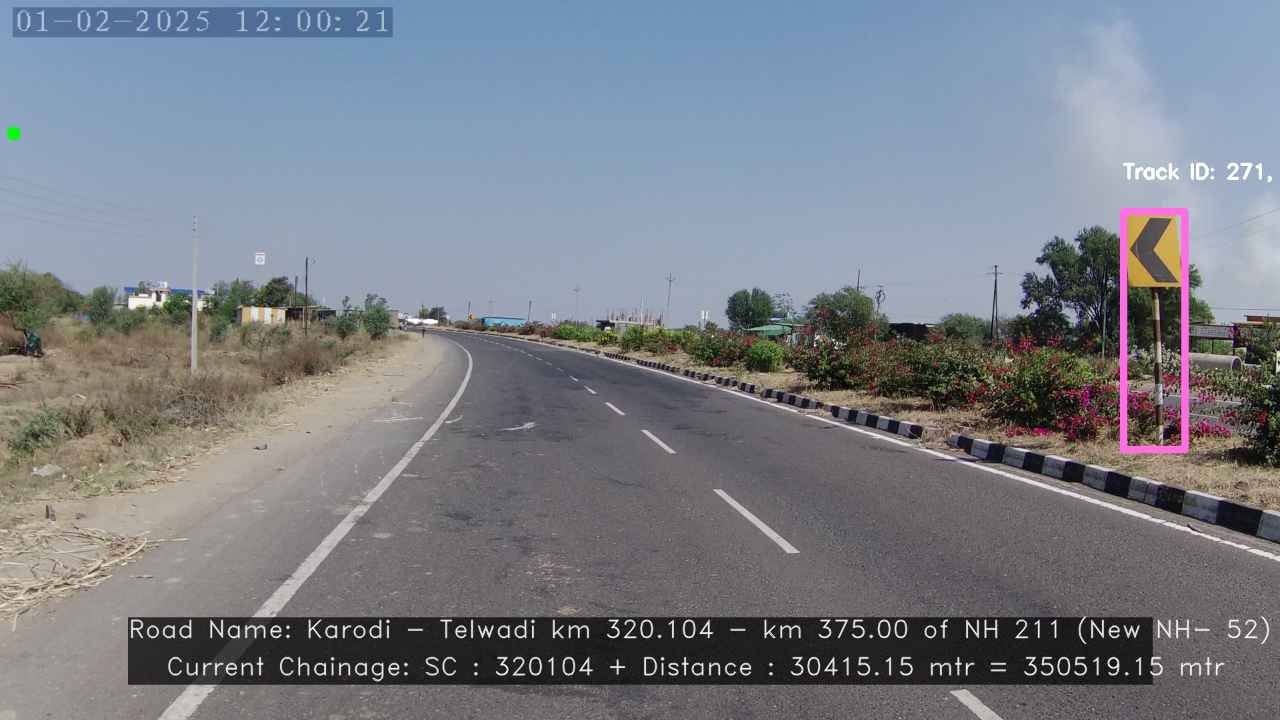 01-02-2025 12:00:21
Track ID: 271,
Road Name: Karodi - Telwadi km 320.104 - km 375.00 of NH 211 (New NH- 52)
Current Chainage: SC : 320104 + Distance : 30415.15 mtr = 350519.15 mtr